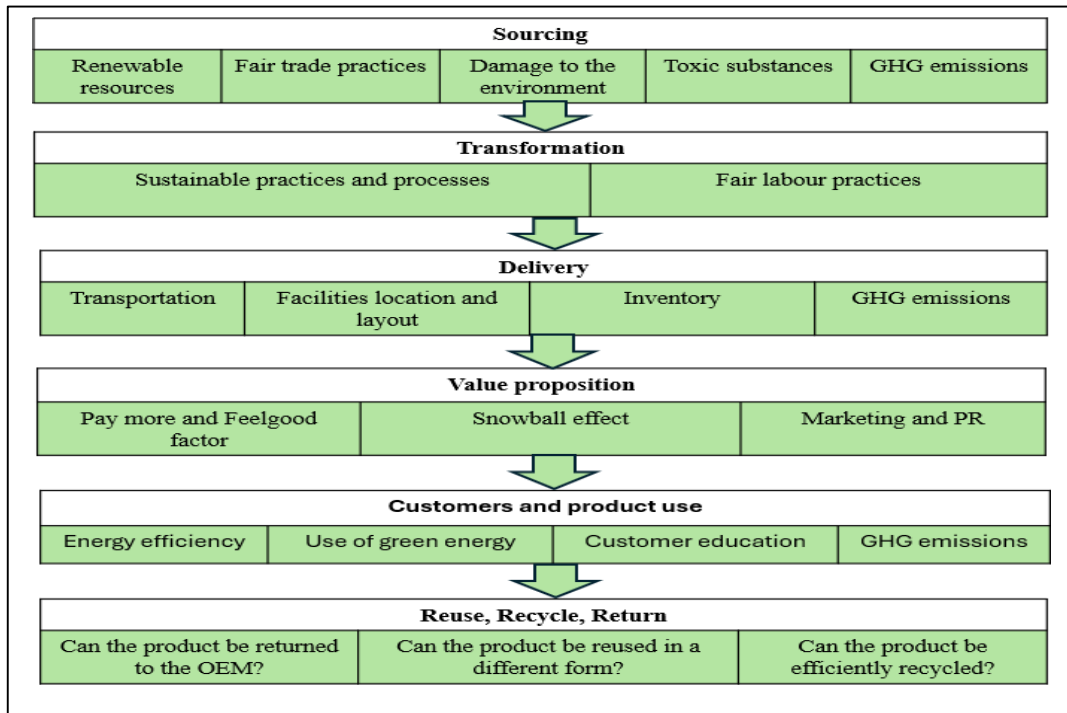 Sourcing
Renewable
resources
Fair trade practices
Damage to the
environment
Toxic substances
GHG emissions
Transformation
Sustainable practices and processes
Fair labour practices
Delivery
Transportation
Facilities location and
layout
Inventory
GHG emissions
Value proposition
Pay more and Feelgood
factor
Snowball effect
Marketing and PR
Customers and product use
Energy efficiency
Use of green energy
Customer education
GHG emissions
Reuse, Recycle, Return
Can the product be returned
to the OEM?
Can the product be reused in a
different form?
Can the product be
efficiently recycled?